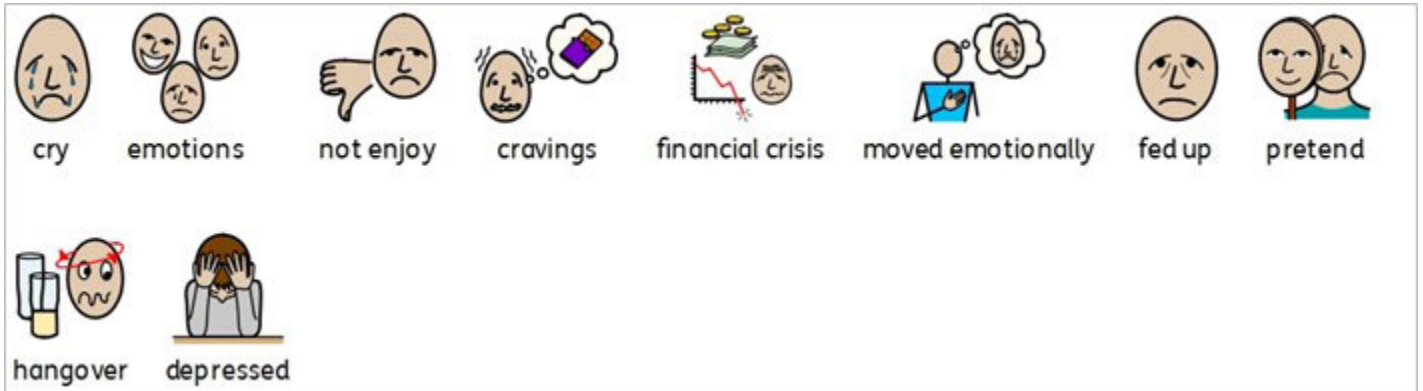 cry emotions not enjoy cravings financial crisis moved emotionally fed up pretend
hangover depressed